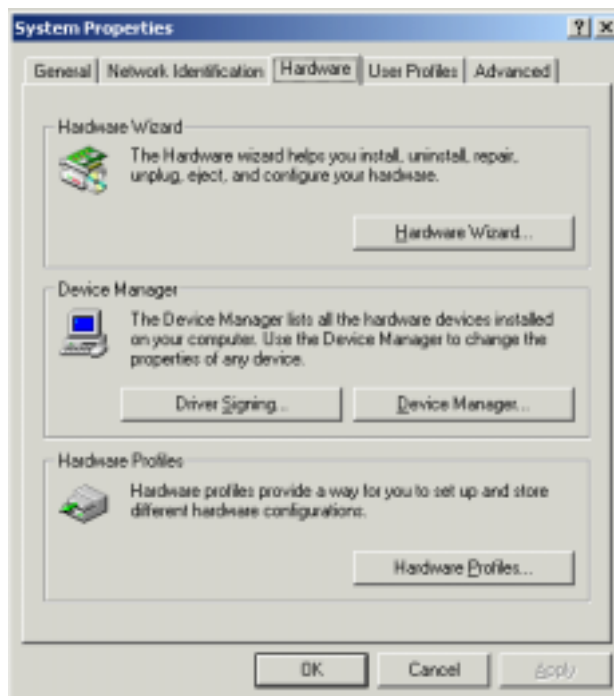 System Properties
General Network Identification Hardware User Profiles Advanced
Hardware Wizard
The Hardware wizard helps you install, uninstall, repair,
unplug, eject, and configure your hardware.
Hardware Wizard...
Device Manager
The Device Manager lists all the hardware devices installed
on your computer. Use the Device Manager to change the
properties of any device.
Driver Signing... Device Manager...
Hardware Profiles
Hardware profiles provide a way for you to set up and store
different hardware configurations.
Hardware Profiles...
OK Cancel Apply